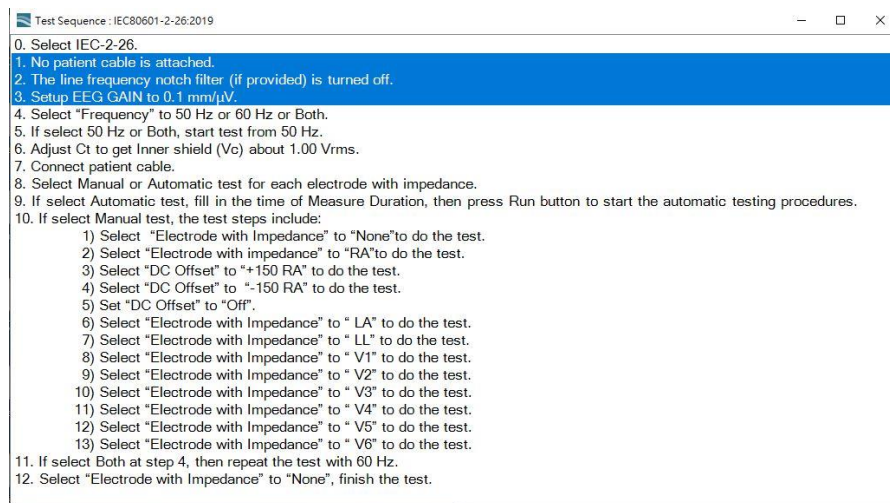 Test Sequence : IEC80601-2-26:2019
0. Select IEC-2-26.
1. No patient cable is attached.
2. The line frequency notch filter (if provided) is turned off.
3. Setup EEG GAIN to 0.1 mm/μV.
4. Select “Frequency” to 50 Hz or 60 Hz or Both.
5. If select 50 Hz or Both, start test from 50 Hz.
6. Adjust Ct to get Inner shield (Vc) about 1.00 Vrms.
7. Connect patient cable.
8. Select Manual or Automatic test for each electrode with impedance.
9. If select Automatic test, fill in the time of Measure Duration, then press Run button to start the automatic testing procedures.
10. If select Manual test, the test steps include:
1) Select “Electrode with Impedance” to “None”to do the test.
2) Select “Electrode with impedance” to “RA”to do the test.
3) Select “DC Offset” to “+150 RA” to do the test.
4) Select “DC Offset” to “-150 RA” to do the test.
5) Set “DC Offset” to “Off”.
6) Select “Electrode with Impedance” to “ LA” to do the test.
7) Select “Electrode with Impedance” to “ LL” to do the test.
8) Select “Electrode with Impedance” to “ V1” to do the test.
9) Select “Electrode with Impedance” to “ V2” to do the test.
10) Select “Electrode with Impedance” to “ V3” to do the test.
11) Select “Electrode with Impedance” to “ V4” to do the test.
12) Select “Electrode with Impedance” to “ V5” to do the test.
13) Select “Electrode with Impedance” to “ V6” to do the test.
11. If select Both at step 4, then repeat the test with 60 Hz.
12. Select “Electrode with Impedance” to “None”, finish the test.